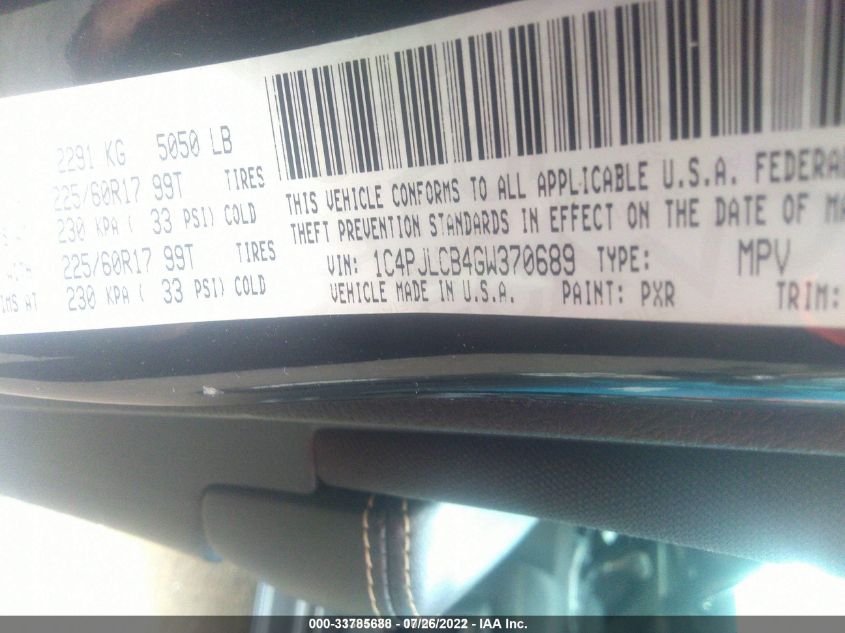 2291 KG 5050 LB
225/60R17 99T TIRES
230 KPA ( 33 PSI) COLD
225/60R17 99T TIRES
230 KPA ( 33 PSI) COLD
IMS AT
THIS VEHICLE CONFORMS TO ALL APPLICABLE U.S.A. FEDERA
THEFT PREVENTION STANDARDS IN EFFECT ON THE DATE OF MA
VIN: 1C4PJLCB4GW370689 TYPE: MPV
VEHICLE MADE IN U.S.A. PAINT: PXR TRIM:
000-33785688 - 07/26/2022 - IAA Inc.